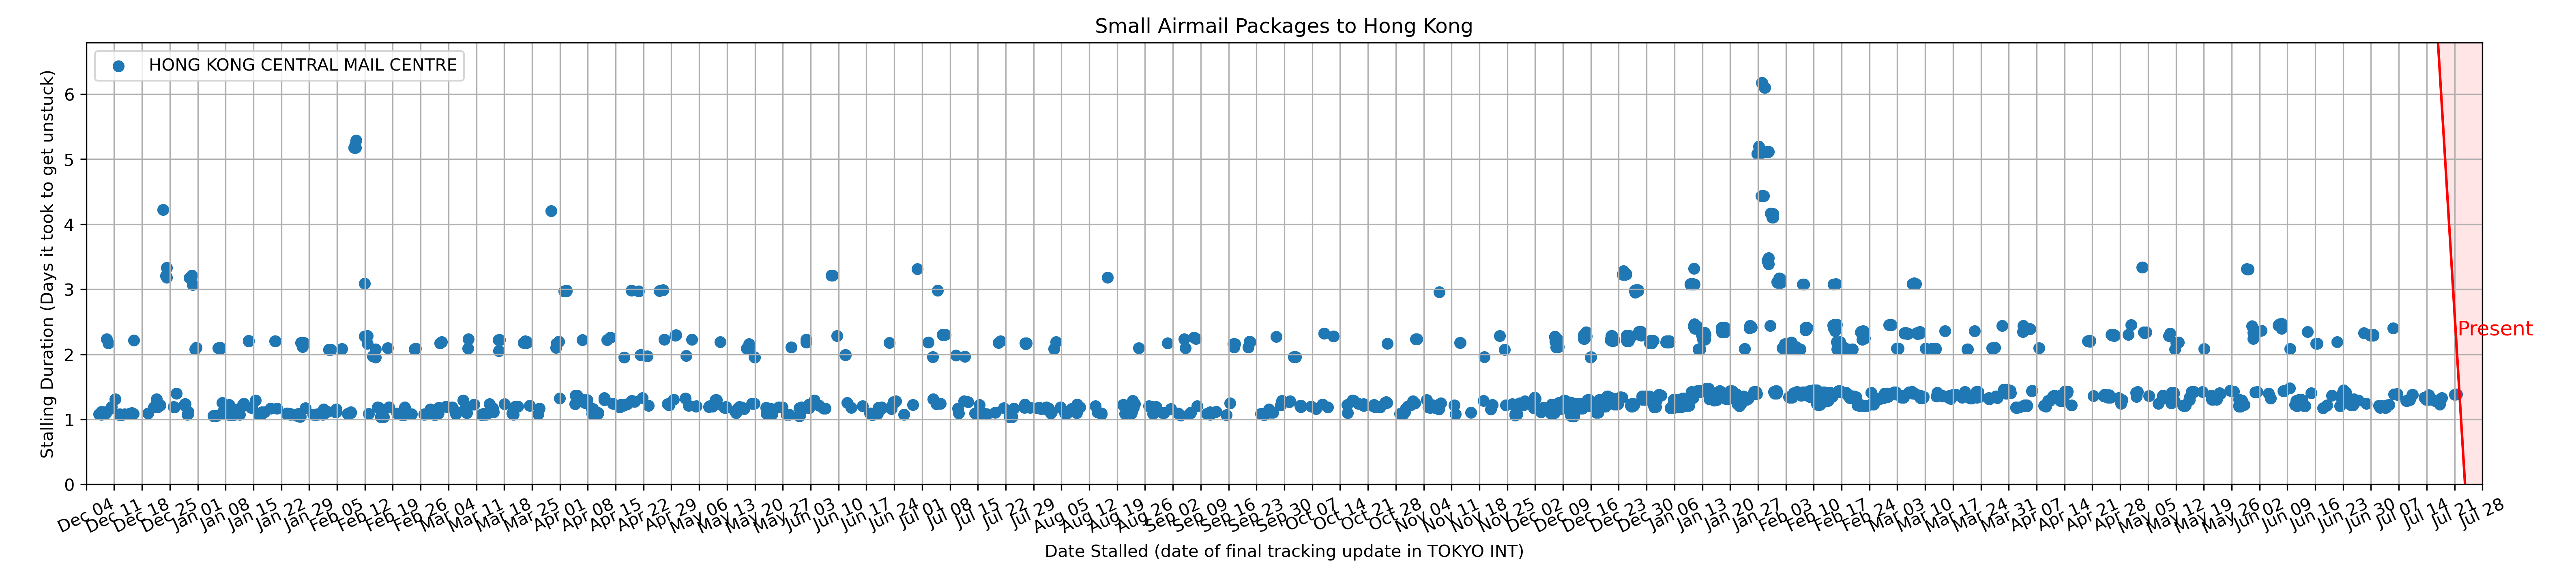 Small Airmail Packages to Hong Kong
HONG KONG CENTRAL MAIL CENTRE
Stalling Duration (Days it took to get unstuck)
6
5
4
3
2
1
0
Present
Dec 04
Dec 11
Dec 18
Dec 25
Jan 01
Jan 08
Jan 15
Jan 22
Jan 29
Feb 05
Feb 12
Feb 19
Feb 26
Mar 04
Mar 11
Mar 18
Mar 25
Apr 01
Apr 08
Apr 15
Apr 22
Apr 29
May 06
May 13
May 20
May 27
Jun 03
Jun 10
Jun 17
Jun 24
Jul 01
Jul 08
Jul 15
Jul 22
Jul 29
Aug 05
Aug 12
Aug 19
Aug 26
Sep 02
Sep 09
Sep 16
Sep 23
Sep 30
Oct 07
Oct 14
Oct 21
Oct 28
Nov 04
Nov 11
Nov 18
Nov 25
Dec 02
Dec 09
Dec 16
Dec 23
Dec 30
Jan 06
Jan 13
Jan 20
Jan 27
Feb 03
Feb 10
Feb 17
Feb 24
Mar 03
Mar 10
Mar 17
Mar 24
Mar 31
Apr 07
Apr 14
Apr 21
Apr 28
May 05
May 12
May 19
May 26
Jun 02
Jun 09
Jun 16
Jun 23
Jun 30
Jul 07
Jul 14
Jul 21
Jul 28
Date Stalled (date of final tracking update in TOKYO INT)